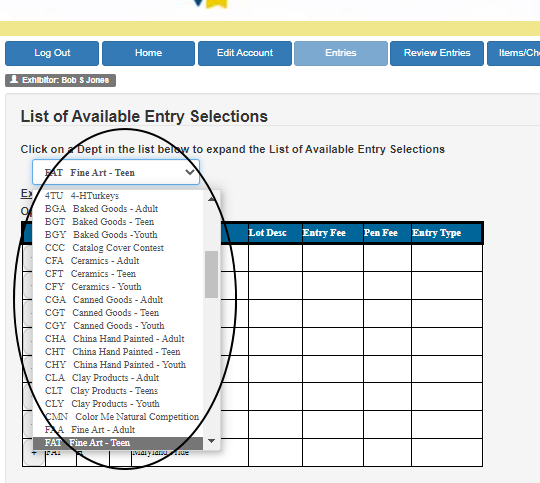 Log Out Home Edit Account Entries Review Entries Items/Ch
Exhibitor: Bob S Jones
List of Available Entry Selections
Click on a Dept in the list below to expand the List of Available Entry Selections
FAT Fine Art - Teen
Ex
4TU 4-HTurkeys
BGA Baked Goods - Adult
BGT Baked Goods - Teen
BGY Baked Goods -Youth
CCC Catalog Cover Contest
CFA Ceramics - Adult
CFT Ceramics - Teen
CFY Ceramics - Youth
CGA Canned Goods - Adult
CGT Canned Goods - Teen
CGY Canned Goods - Youth
CHA China Hand Painted - Adult
CHT China Hand Painted - Teen
CHY China Hand Painted - Youth
CLA Clay Products - Adult
CLT Clay Products - Teens
CLY Clay Products - Youth
CMN Color Me Natural Competition
FAA Fine Art - Adult
FAT Fine Art - Teen
Lot Desc Entry Fee Pen Fee Entry Type
+ FAT Maryland Pride